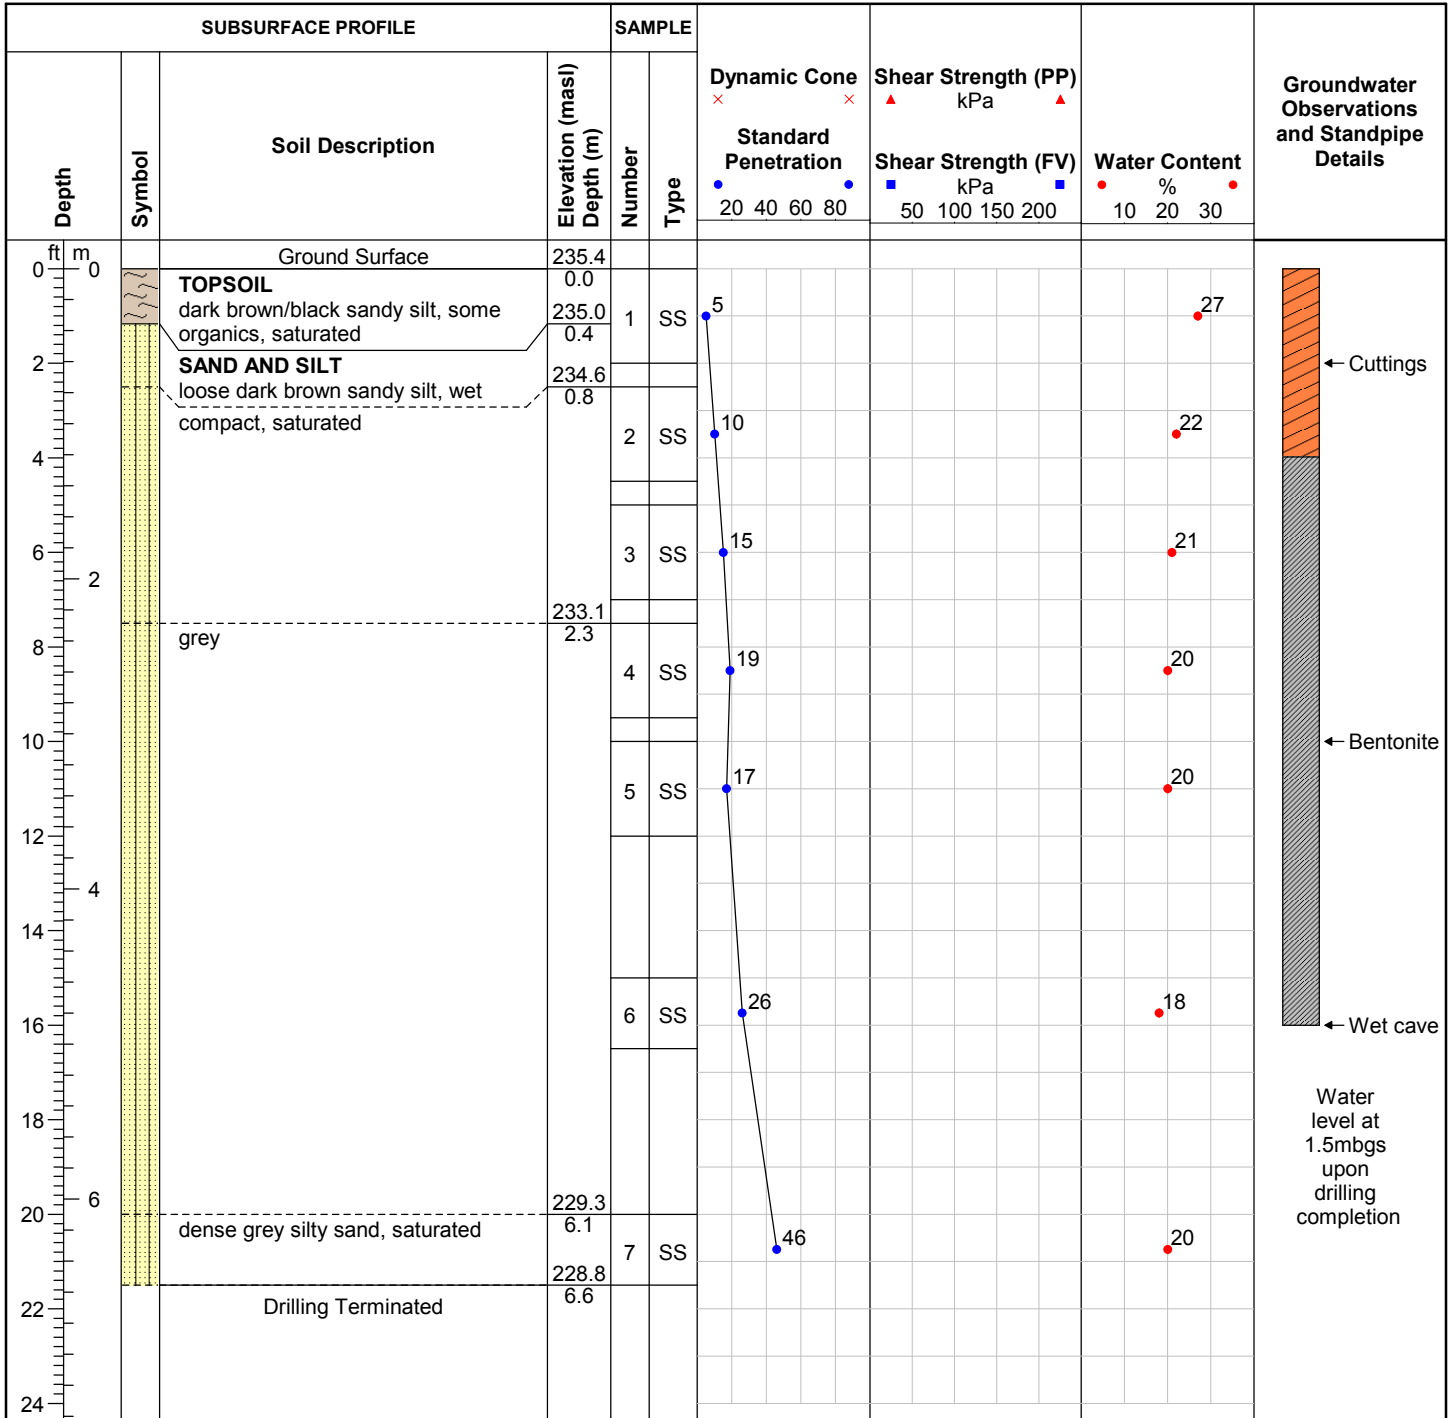 SUBSURFACE PROFILE
SAMPLE
Depth
Symbol
Soil Description
Elevation (masl)
Depth (m)
Number
Type
Dynamic Cone
Standard
Penetration
20 40 60 80
Shear Strength (PP)
kPa
Shear Strength (FV)
kPa
50 100 150 200
Water Content
%
10 20 30
Groundwater
Observations
and Standpipe
Details
ft m
Ground Surface
235.4
0 0
0.0
TOPSOIL
dark brown/black sandy silt, some
organics, saturated
235.0
0.4
1 SS
5
27
2
SAND AND SILT
loose dark brown sandy silt, wet
234.6
0.8
Cuttings
compact, saturated
2 SS
10
22
4
3 SS
15
21
6
2
233.1
2.3
grey
8
4 SS
19
20
10
Bentonite
5 SS
17
20
12
4
14
6 SS
26
18
16
Wet cave
18
Water
level at
1.5mbgs
upon
drilling
completion
6
229.3
20
6.1
dense grey silty sand, saturated
7 SS
46
20
228.8
6.6
22
Drilling Terminated
24